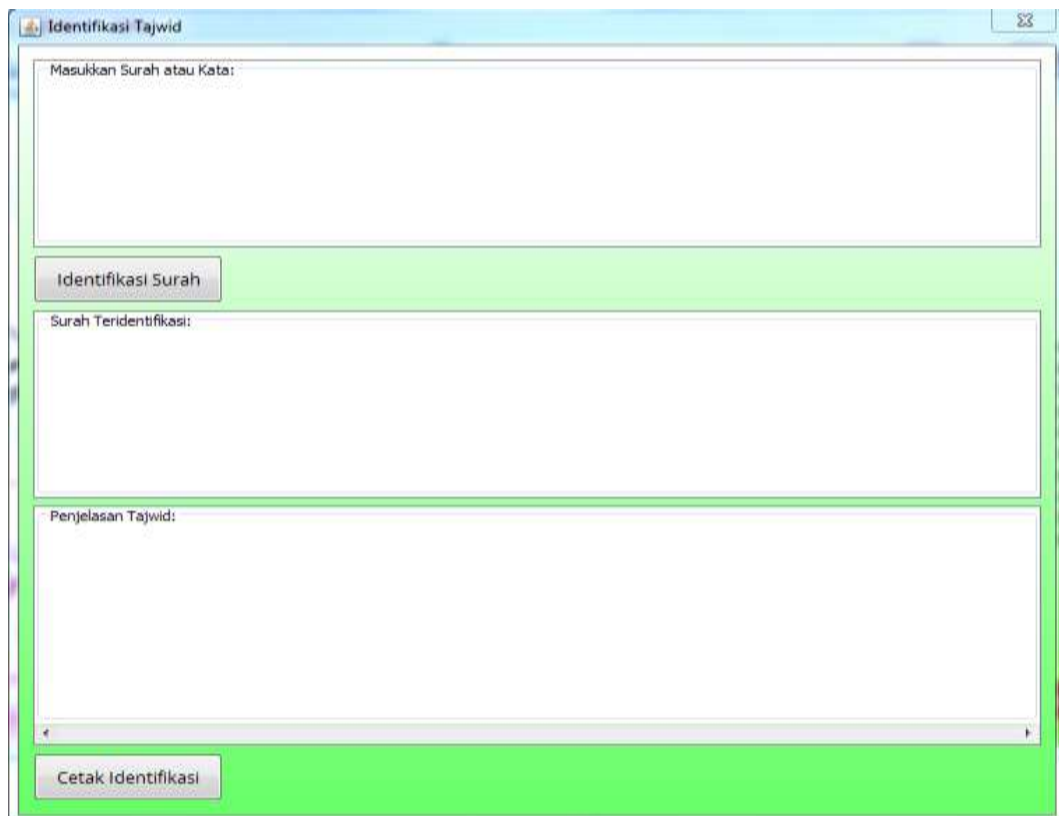 Identifikasi Tajwid
Masukkan Surah atau Kata:
Identifikasi Surah
Surah Teridentifikasi:
Penjelasan Tajwid:
Cetak Identifikasi